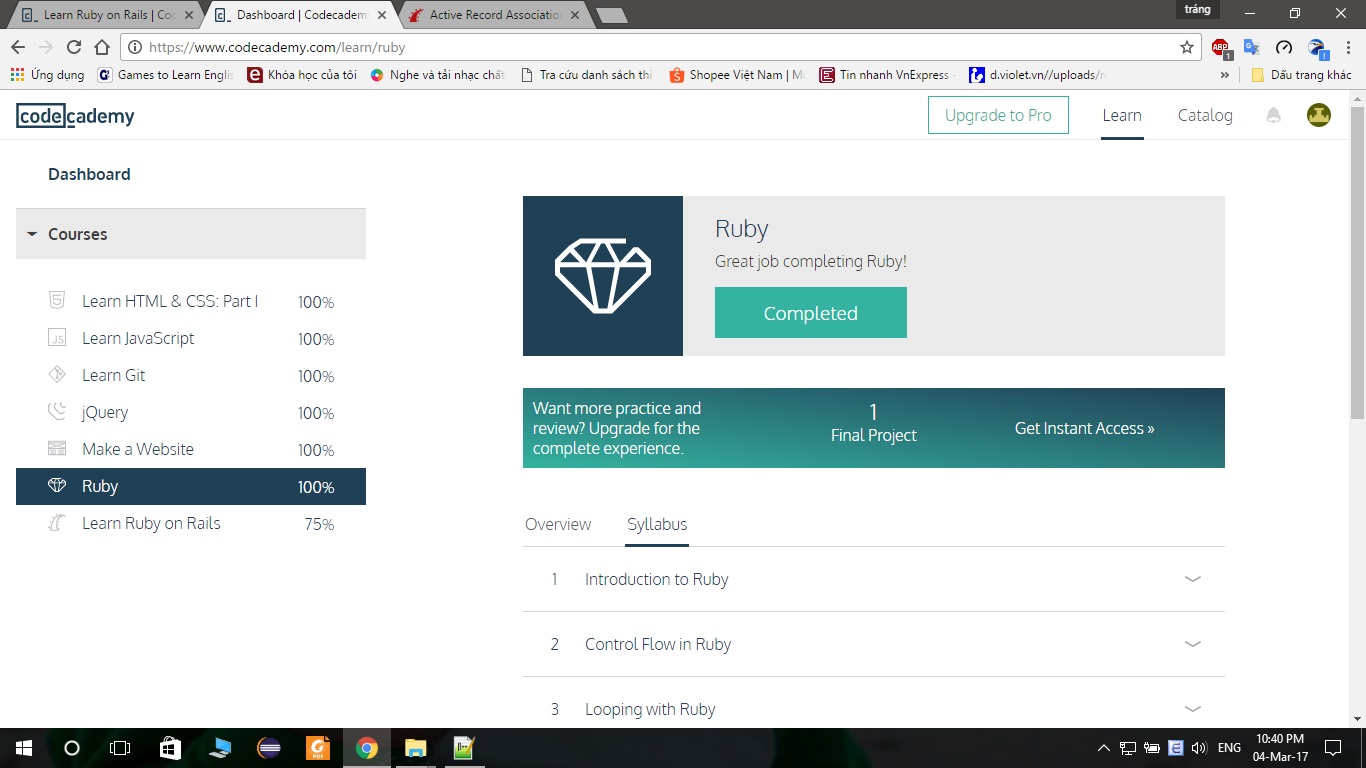 Learn Ruby on Rails | Co
Dashboard | Codecadem
Active Record Associatio
tráng
https://www.codecademy.com/learn/ruby
ABP
1
1
Ứng dụng
Games to Learn Englis
Khóa học của tôi
Nghe và tải nhạc chất
Tra cứu danh sách thi
Shopee Việt Nam | Mu
Tin nhanh VnExpress -
d.violet.vn//uploads/r
»
Dấu trang khác
codecademy
Upgrade to Pro
Learn
Catalog
Dashboard
Courses
Learn HTML & CSS: Part I 100%
JS Learn JavaScript 100%
Learn Git 100%
jQuery 100%
Make a Website 100%
Ruby 100%
Learn Ruby on Rails 75%
Ruby
Great job completing Ruby!
Completed
Want more practice and
review? Upgrade for the
complete experience.
1
Final Project
Get Instant Access »
Overview
Syllabus
1 Introduction to Ruby
2 Control Flow in Ruby
3 Looping with Ruby
ENG
10:40 PM
04-Mar-17